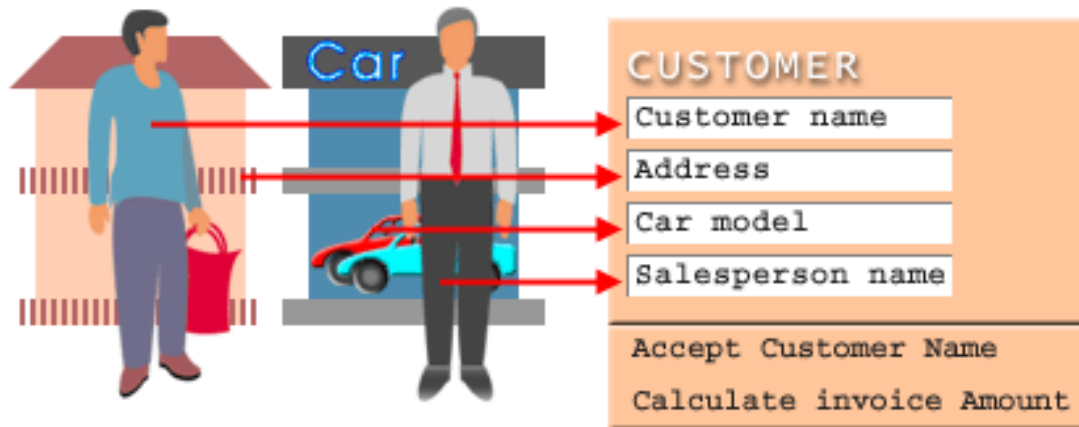 Car
CUSTOMER
Customer name
Address
Car model
Salesperson name
Accept Customer Name
Calculate invoice Amount